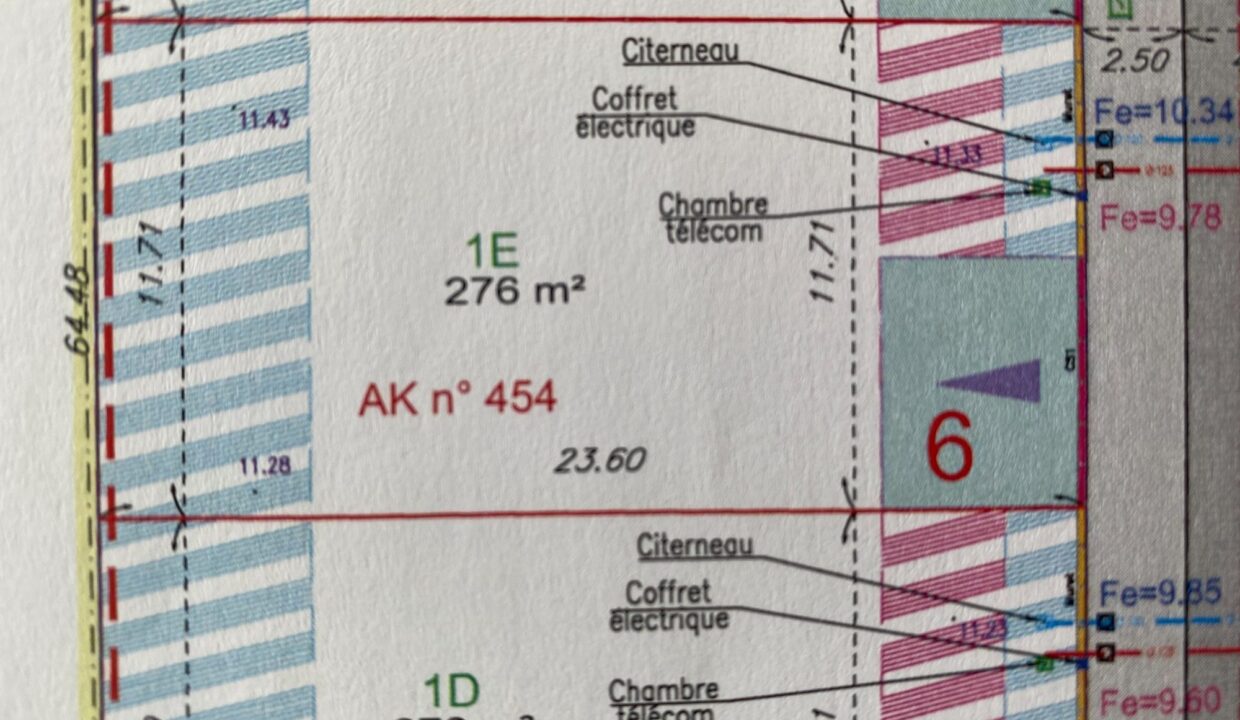 Citerneau
2.50
Coffret
électrique
Fe=10.34
11.43
11.33
Chambre
télécom
Fe=9.78
11.71
11.71
1E
276 m²
64.48
AK n° 454
6
23.60
11.28
Citerneau
Coffret
électrique
Fe=9.85
11.23
1D
Chambre
télécom
Fe=9.60